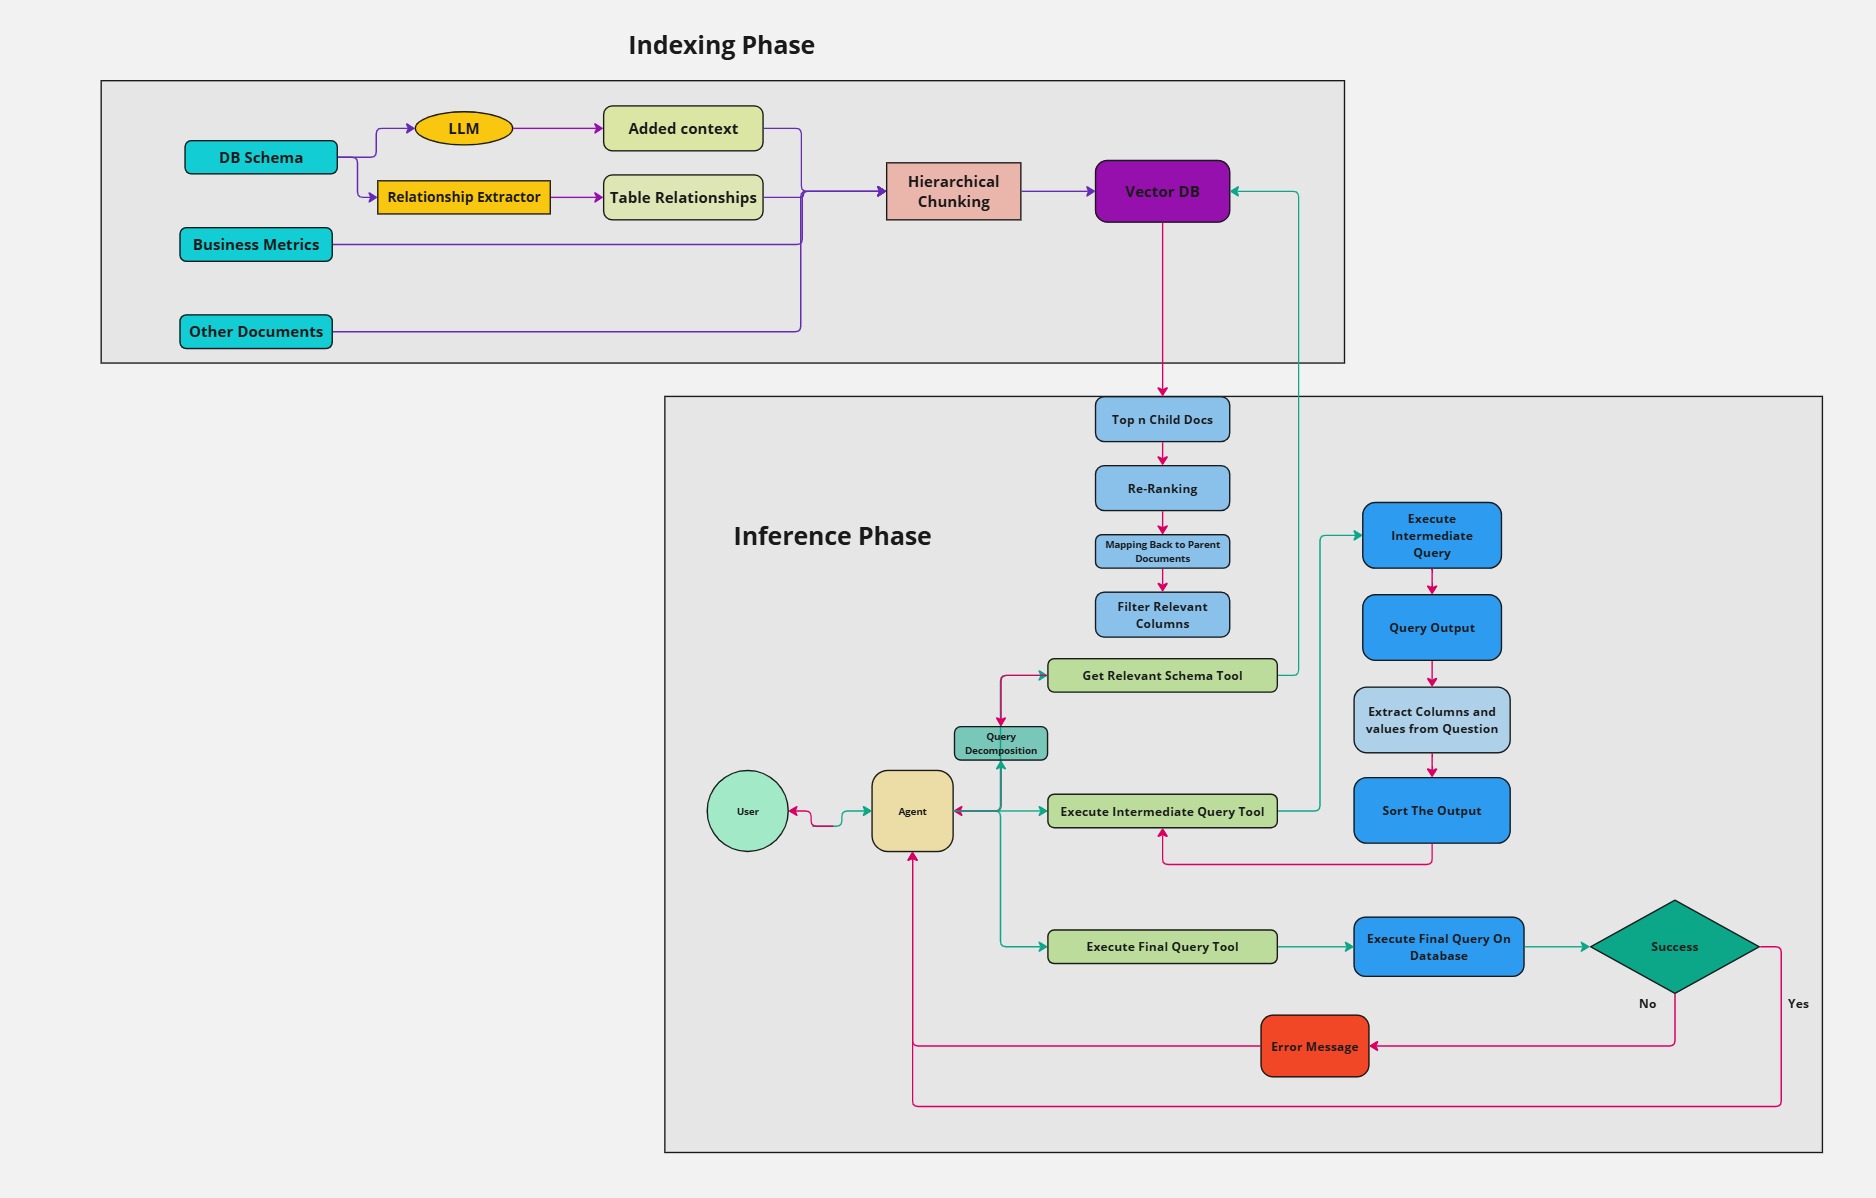 Indexing Phase
LLM
Added context
DB Schema
Relationship Extractor
Table Relationships
Hierarchical
Chunking
Vector DB
Business Metrics
Other Documents
Inference Phase
Top n Child Docs
Re-Ranking
Mapping Back to Parent
Documents
Filter Relevant
Columns
Execute
Intermediate
Query
Query Output
Extract Columns and
values from Question
Sort The Output
Get Relevant Schema Tool
Query
Decomposition
User
Agent
Execute Intermediate Query Tool
Execute Final Query Tool
Execute Final Query On
Database
Success
No
Yes
Error Message